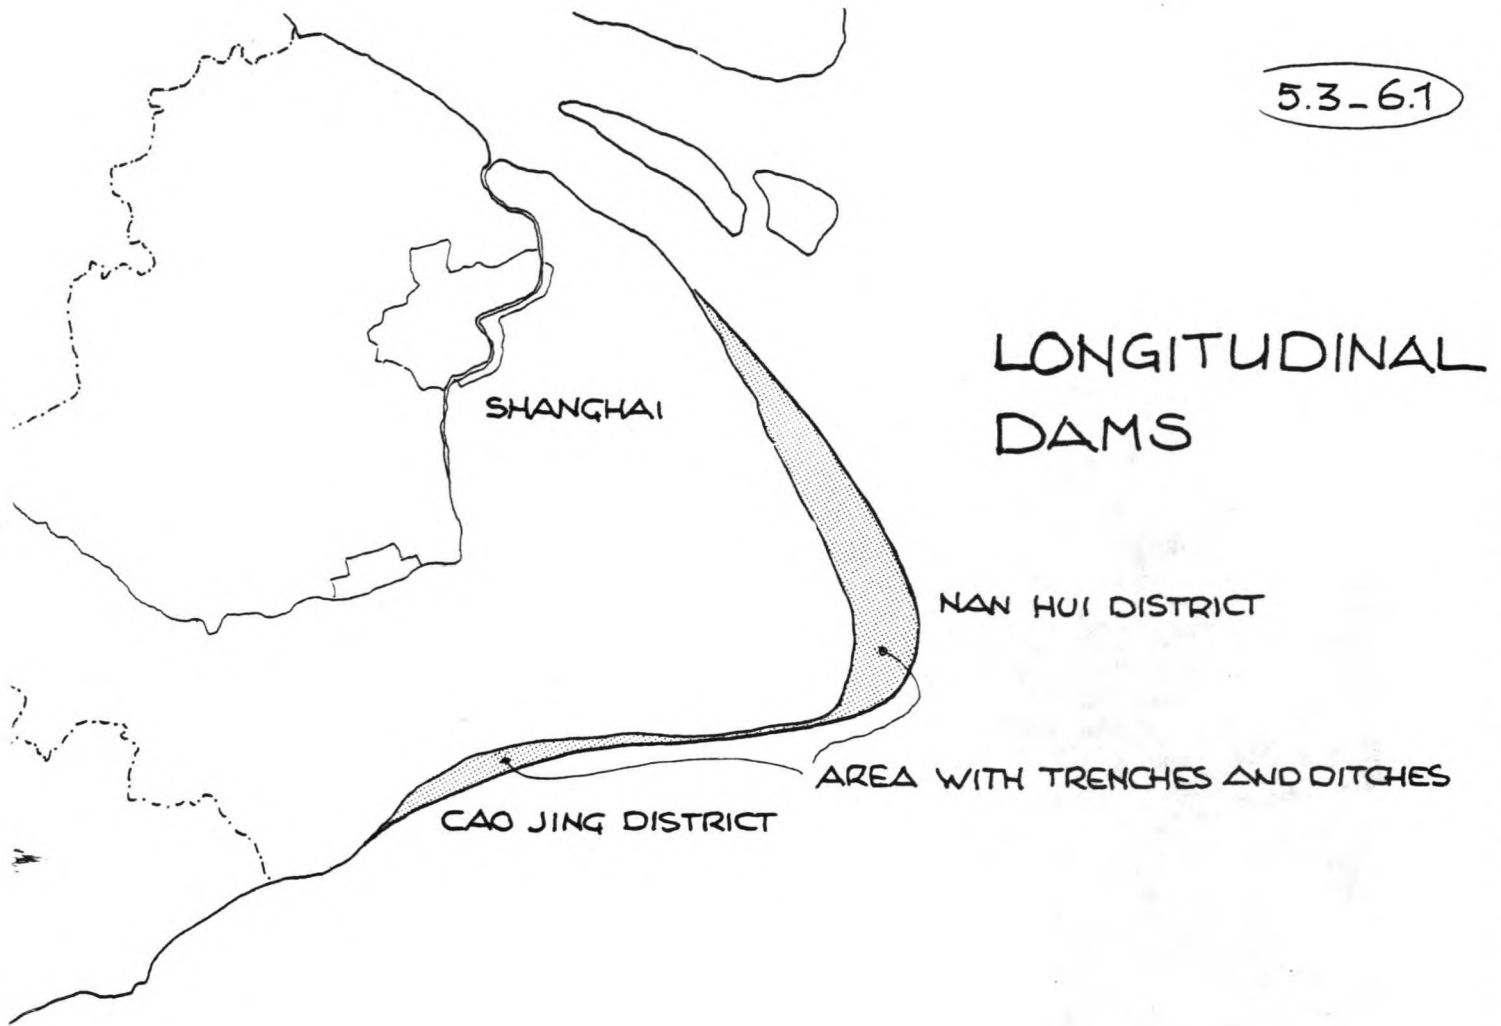 5.3-6.1
LONGITUDINAL
DAMS
SHANGHAI
NAN HUI DISTRICT
AREA WITH TRENCHES AND DITCHES
CAO JING DISTRICT